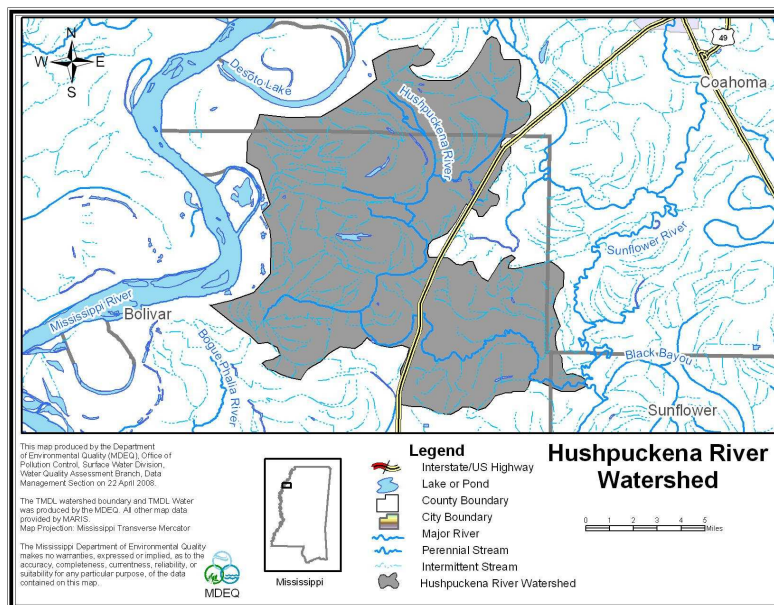 N
W E
S
49
Desoto Lake
Hushpuckena River
Coahoma
Sunflower River
Mississippi River
Bolivar
Bogue Phalia River
Black Bayou
Sunflower
This map produced by the Department
of Environmental Quality (MDEQ), Office of
Pollution Control, Surface Water Division,
Water Quality Assessment Branch, Data
Management Section on 22 April 2008.
The TMDL watershed boundary and TMDL Water
was produced by the MDEQ. All other map data
provided by MARIS.
Map Projection: Mississippi Transverse Mercator
The Mississippi Department of Environmental Quality
makes no warranties, expressed or implied, as to the
accuracy, completeness, currentness, reliability, or
suitability for any particular purpose, of the data
contained on this map.
MDEQ
Mississippi
Legend
Interstate/US Highway
Lake or Pond
County Boundary
City Boundary
Major River
Perennial Stream
Intermittent Stream
Hushpuckena River Watershed
Hushpuckena River
Watershed
0 1 2 3 4 5
Miles